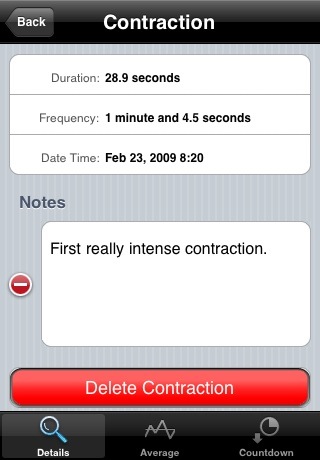 Back
Contraction
Duration: 28.9 seconds
Frequency: 1 minute and 4.5 seconds
Date Time: Feb 23, 2009 8:20
Notes
First really intense contraction.
Delete Contraction
Details
Average
Countdown